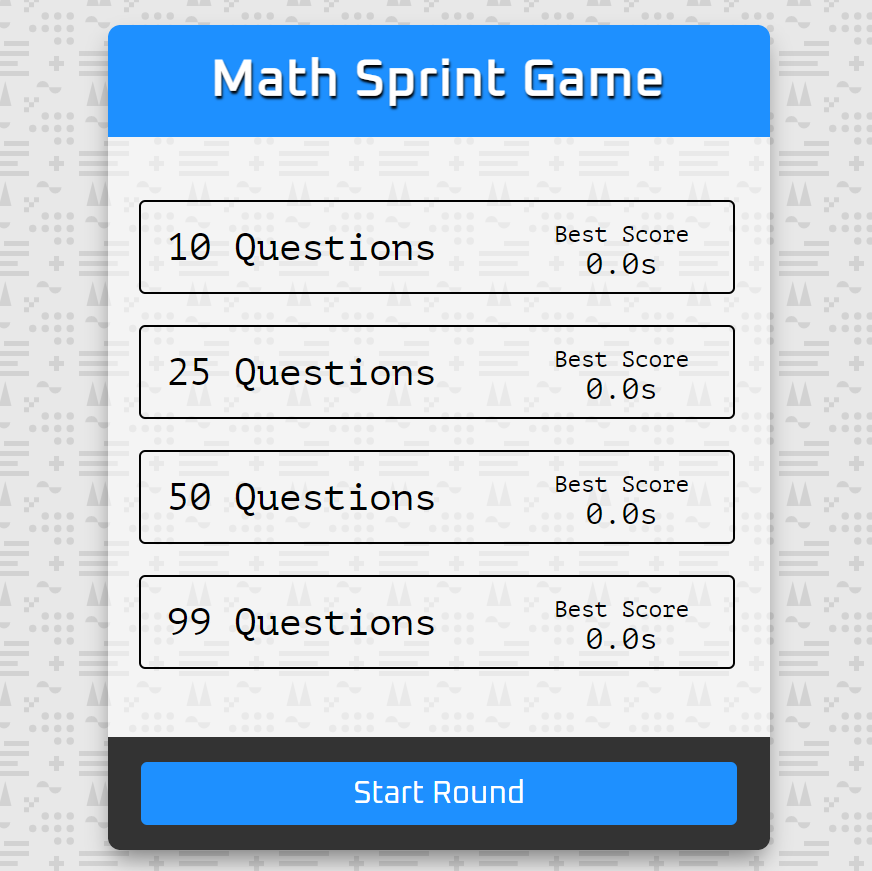 Math Sprint Game
10 Questions
Best Score
0.0s
25 Questions
Best Score
0.0s
50 Questions
Best Score
0.0s
99 Questions
Best Score
0.0s
Start Round